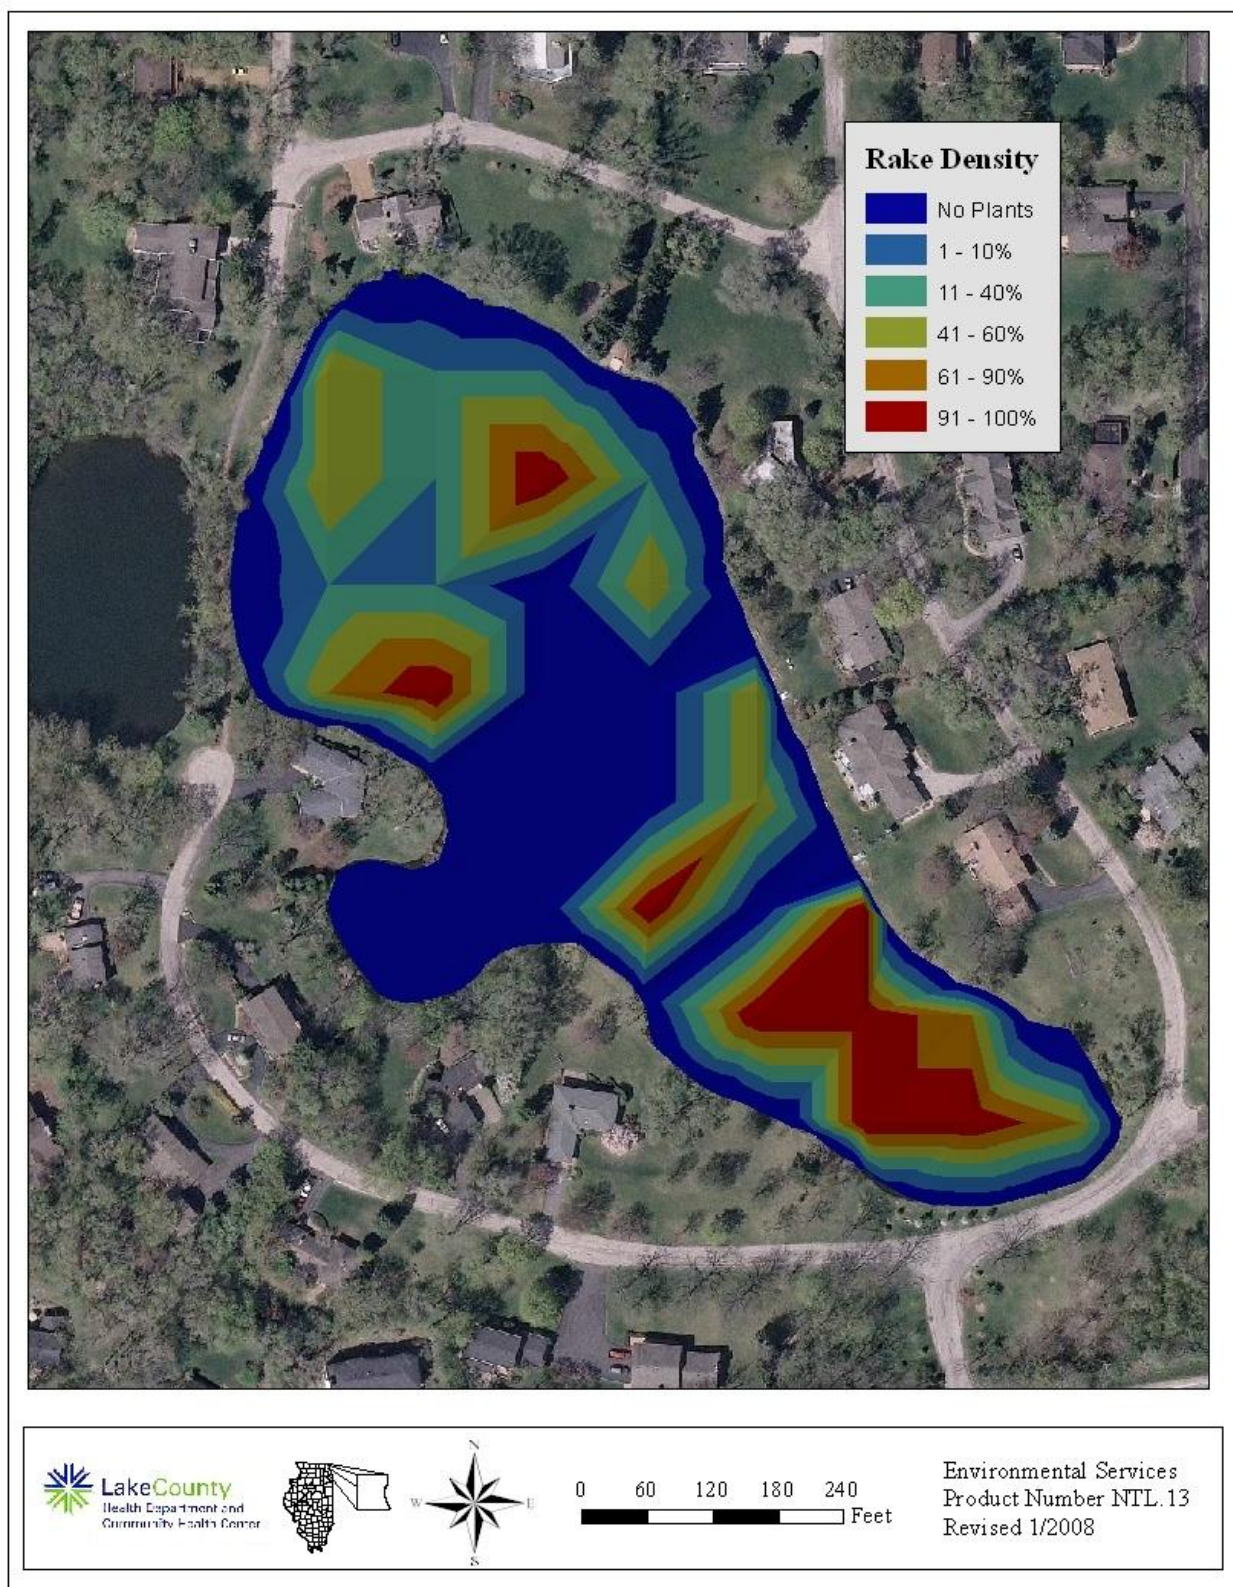 Rake Density
No Plants
1 - 10%
11 - 40%
41 - 60%
61 - 90%
91 - 100%
LakeCounty
Health Department and
Community Health Center
N
W
E
S
0 60 120 180 240
Feet
Environmental Services
Product Number NTL.13
Revised 1/2008